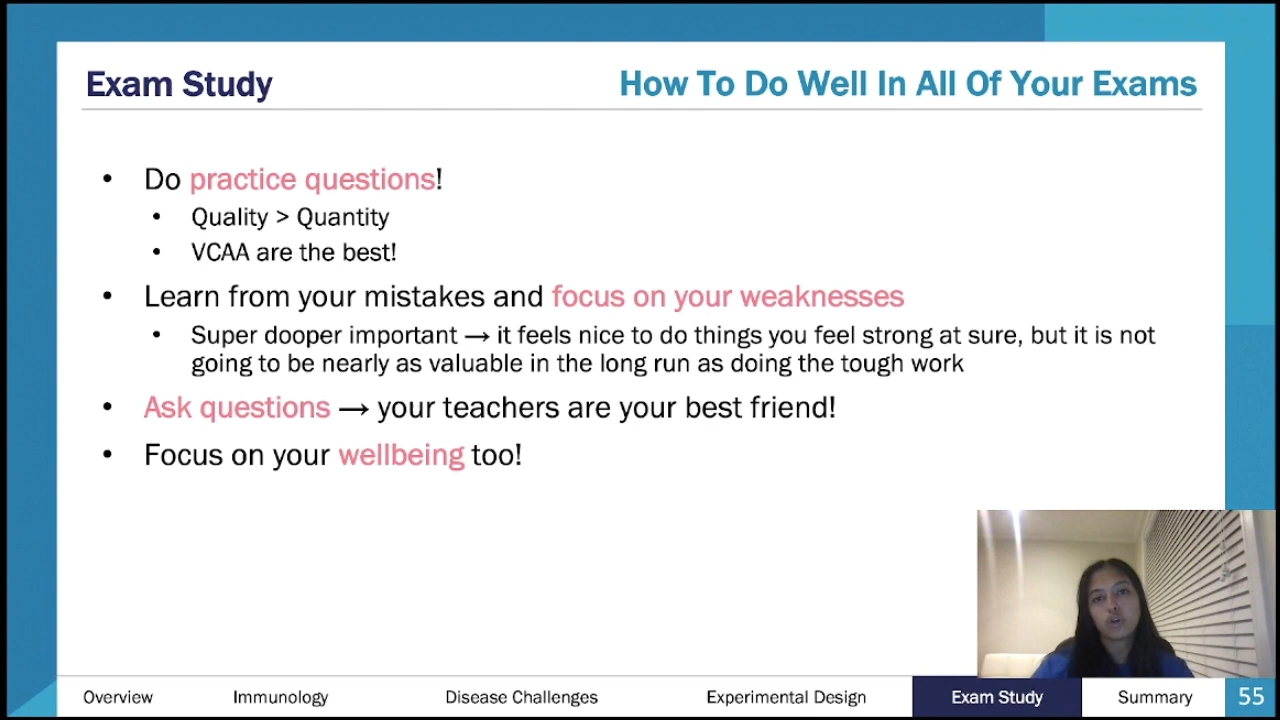 Exam Study
How To Do Well In All Of Your Exams
• Do practice questions!
• Quality > Quantity
• VCAA are the best!
• Learn from your mistakes and focus on your weaknesses
• Super dooper important → it feels nice to do things you feel strong at sure, but it is not
going to be nearly as valuable in the long run as doing the tough work
• Ask questions → your teachers are your best friend!
• Focus on your wellbeing too!
Overview
Immunology
Disease Challenges
Experimental Design
Exam Study
Summary
55